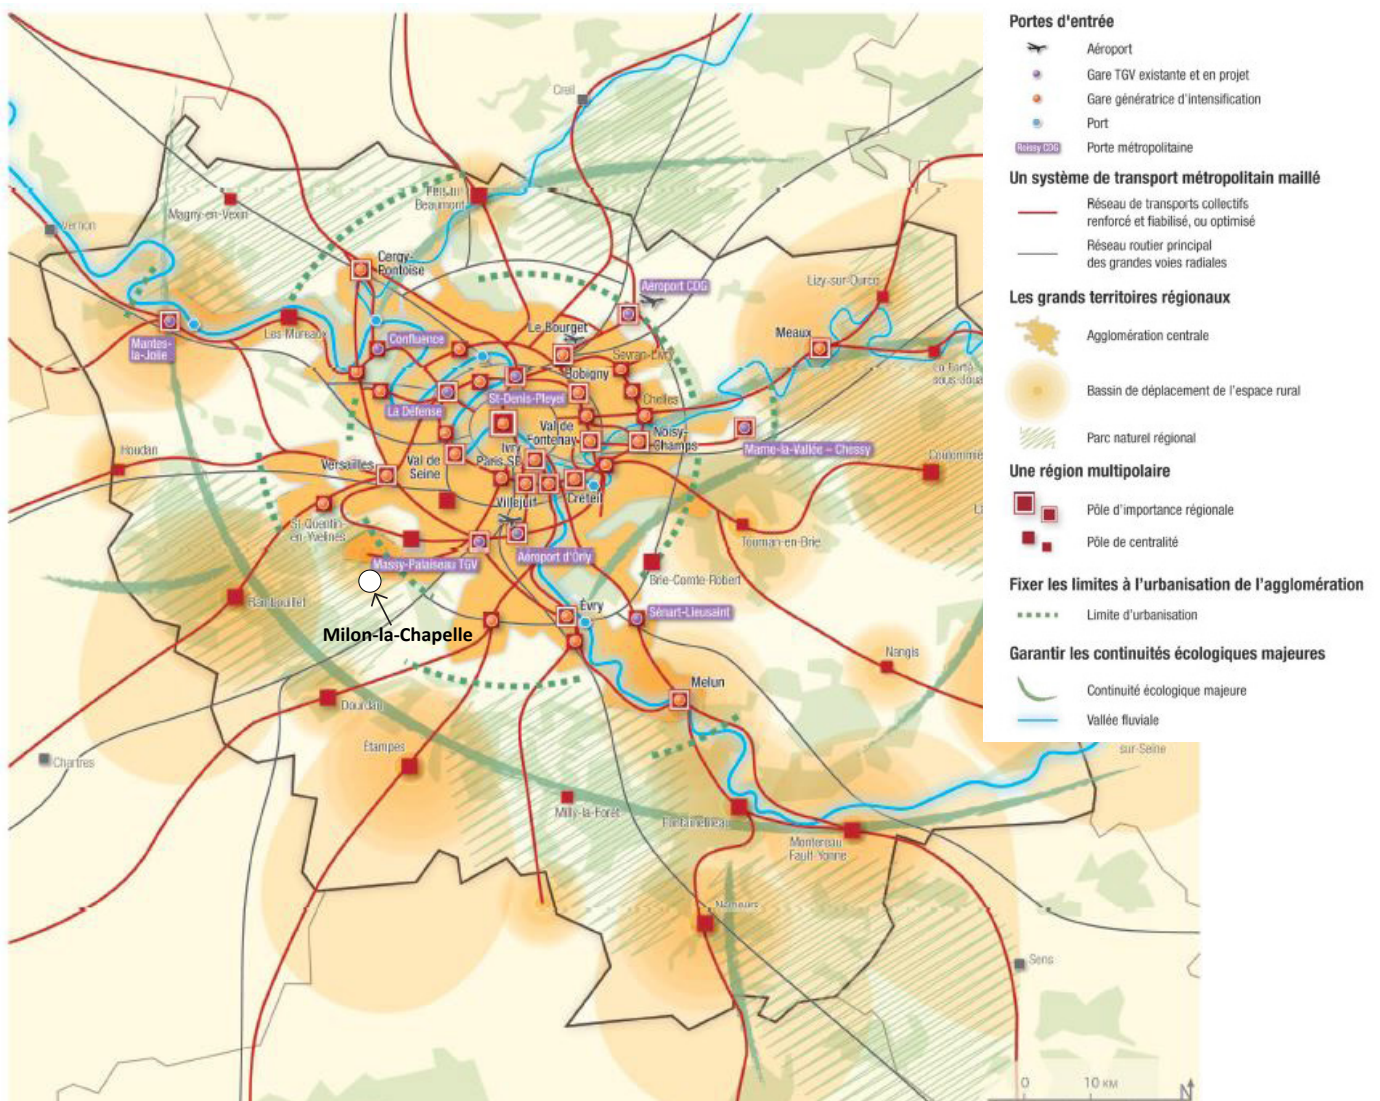 Creil
Vernon
Magny-en-Vexin
Beaumont
Cergy-
Pontoise
Aéroport CDG
Lizy-sur-Ourcq
Mantes-
la-Jolie
Les Mureaux
Confluence
Le Bourget
Sevran-Livry
Meaux
La Ferté
Bobigny
St-Denis-Pleyel
Chelles
La Défense
Val de
Fontenay
Noisy-
Champs
Marne-la-Vallée – Chessy
Houdan
Versailles
Val de
Seine
Ivry
Paris SE
Villejuif
Créteil
St-Quentin-
en-Yvelines
Massy-Palaiseau TGV
Aéroport d'Orly
Tournan-en-Brie
Brie-Comte-Robert
Rambouillet
Milon-la-Chapelle
Évry
Sénart-Lieusaint
Nangis
Dourdan
Melun
Étampes
Chartres
Milly-la-Forêt
Fontainebleau
Montereau
Fault-Yonne
Nemours
Sens
sur-Seine
0 10 KM
N
Portes d'entrée
Aéroport
Gare TGV existante et en projet
Gare génératrice d'intensification
Port
Roissy CDG
Porte métropolitaine
Un système de transport métropolitain maillé
Réseau de transports collectifs
renforcé et fiabilisé, ou optimisé
Réseau routier principal
des grandes voies radiales
Les grands territoires régionaux
Agglomération centrale
Bassin de déplacement de l'espace rural
Parc naturel régional
Une région multipolaire
Pôle d'importance régionale
Pôle de centralité
Fixer les limites à l'urbanisation de l'agglomération
Limite d'urbanisation
Garantir les continuités écologiques majeures
Continuité écologique majeure
Vallée fluviale